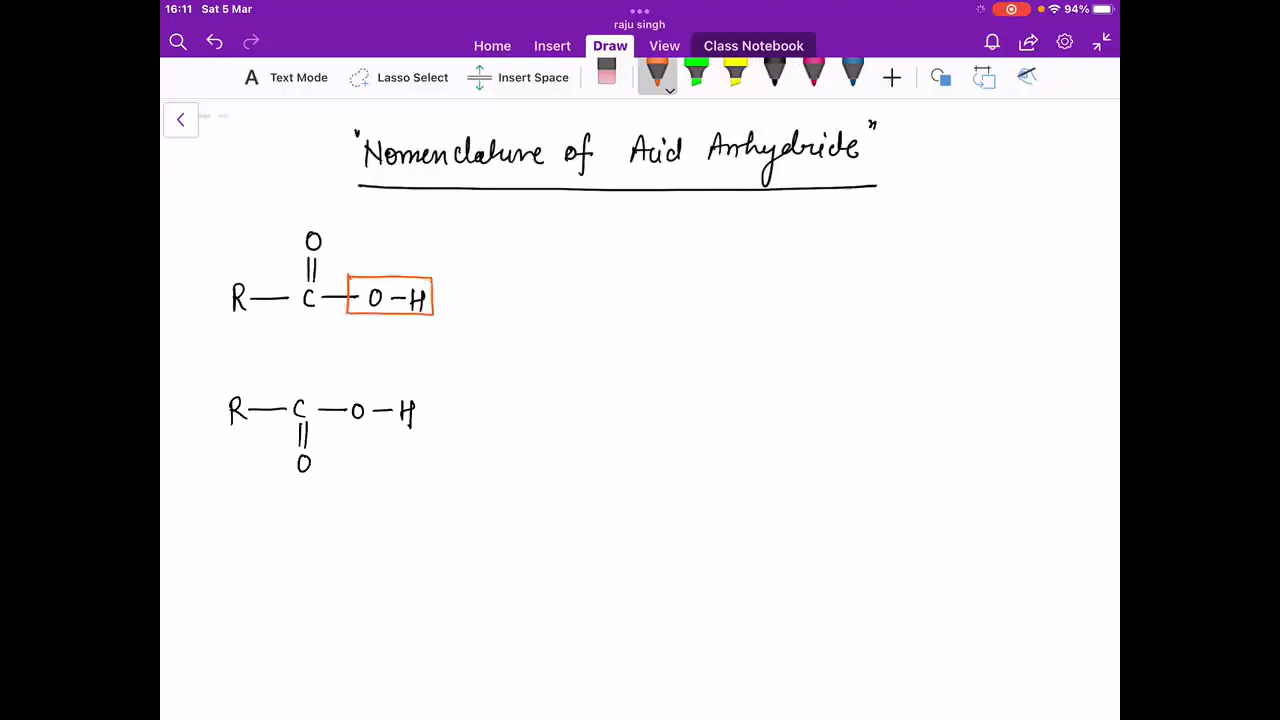 16:11 Sat 5 Mar
94%
raju singh
Home Insert Draw View Class Notebook
A Text Mode Lasso Select Insert Space
"Nomenclature of Acid Anhydride"
O
R — C — O — H
R — C — O — H
O